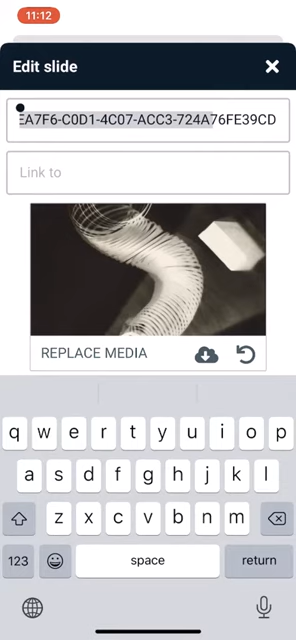 11:12
Edit slide
EA7F6-C0D1-4C07-ACC3-724A76FE39CD
Link to
REPLACE MEDIA
q w e r t y u i o p
a s d f g h j k l
z x c v b n m
123 space return